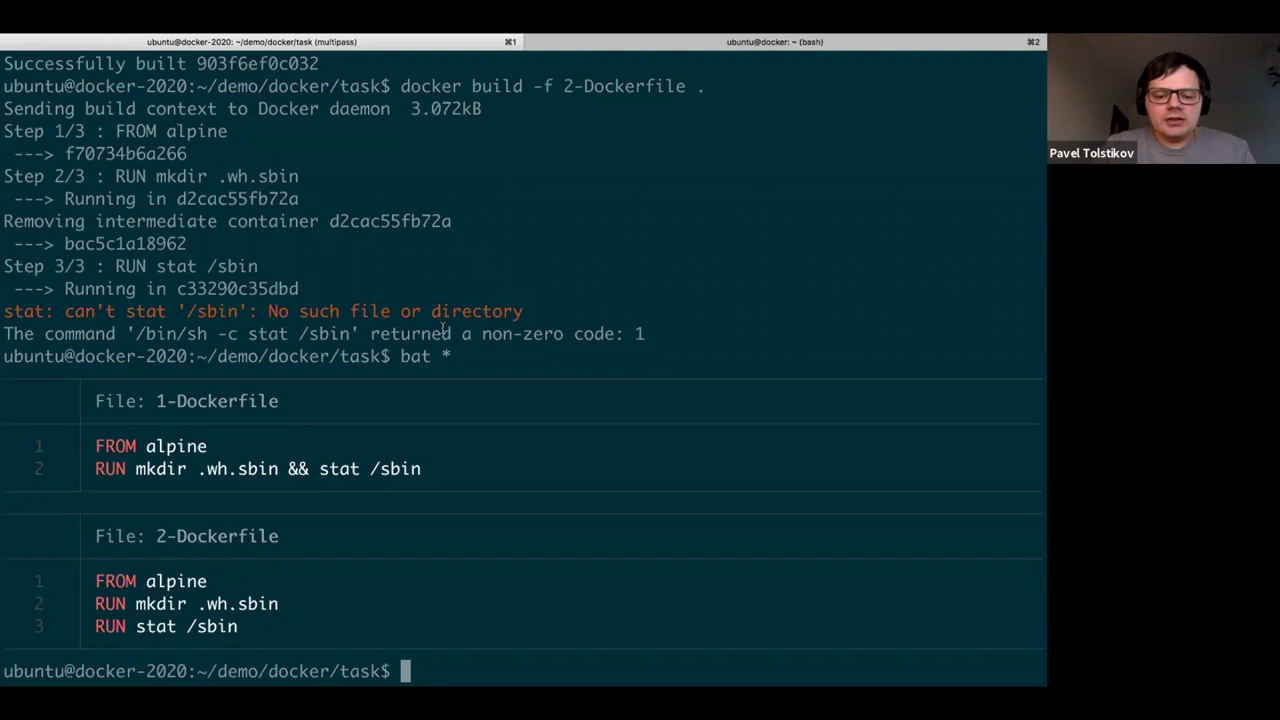 ubuntu@docker-2020: ~/demo/docker/task (multipass) ⌘1 ubuntu@docker: ~ (bash) ⌘2
Successfully built 903f6ef0c032
ubuntu@docker-2020:~/demo/docker/task$ docker build -f 2-Dockerfile .
Sending build context to Docker daemon  3.072kB
Step 1/3 : FROM alpine
 ---> f70734b6a266
Step 2/3 : RUN mkdir .wh.sbin
 ---> Running in d2cac55fb72a
Removing intermediate container d2cac55fb72a
 ---> bac5c1a18962
Step 3/3 : RUN stat /sbin
 ---> Running in c33290c35dbd
stat: can't stat '/sbin': No such file or directory
The command '/bin/sh -c stat /sbin' returned a non-zero code: 1
ubuntu@docker-2020:~/demo/docker/task$ bat *
File: 1-Dockerfile
1 FROM alpine
2 RUN mkdir .wh.sbin && stat /sbin
File: 2-Dockerfile
1 FROM alpine
2 RUN mkdir .wh.sbin
3 RUN stat /sbin
ubuntu@docker-2020:~/demo/docker/task$
Pavel Tolstikov